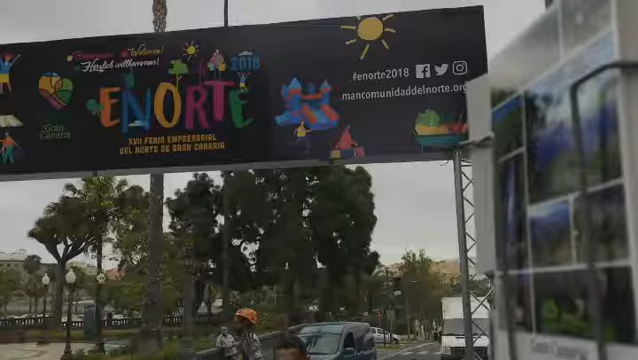 Welcome!
Herzlich willkommen!
2018
ENORTE
XVII FERIA EMPRESARIAL
DEL NORTE DE GRAN CANARIA
Gran
Canaria
#enorte2018
mancomunidaddelnorte.org